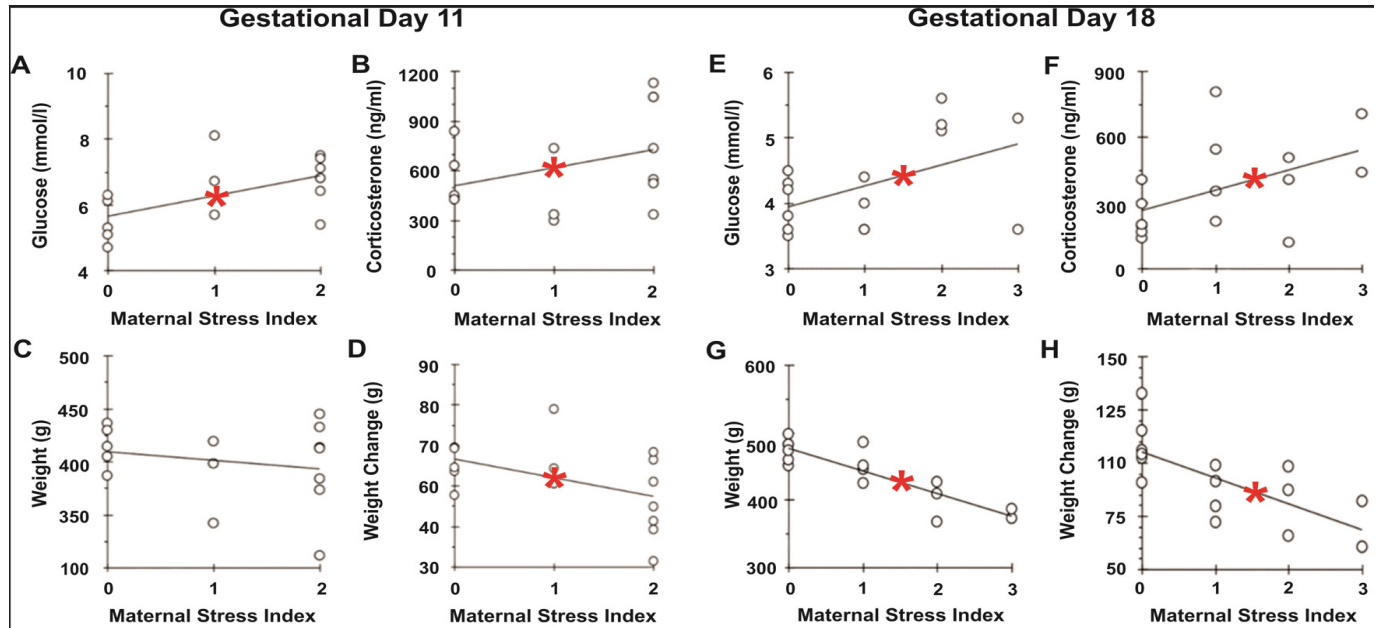 Gestational Day 11
Gestational Day 18
A
Glucose (mmol/l)
10
8
6
4
0 1 2
Maternal Stress Index
B
Corticosterone (ng/ml)
1200
900
600
300
0
0 1 2
Maternal Stress Index
E
Glucose (mmol/l)
6
5
4
3
0 1 2 3
Maternal Stress Index
F
Corticosterone (ng/ml)
900
600
300
0
0 1 2 3
Maternal Stress Index
C
Weight (g)
500
450
400
350
100
0 1 2
Maternal Stress Index
D
Weight Change (g)
90
80
70
60
40
30
0 1 2
Maternal Stress Index
G
Weight (g)
600
500
400
300
0 1 2 3
Maternal Stress Index
H
Weight Change (g)
150
125
110
75
50
0 1 2 3
Maternal Stress Index